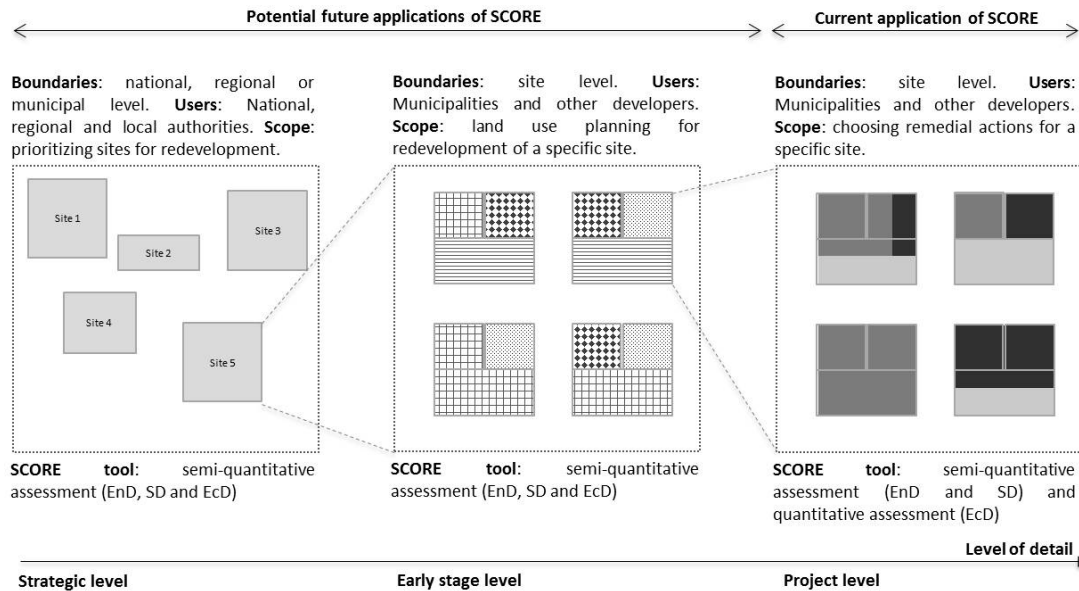 Potential future applications of SCORE
Current application of SCORE
Boundaries: national, regional or
municipal level. Users: National,
regional and local authorities. Scope:
prioritizing sites for redevelopment.
Boundaries: site level. Users:
Municipalities and other developers.
Scope: land use planning for
redevelopment of a specific site.
Boundaries: site level. Users:
Municipalities and other developers.
Scope: choosing remedial actions for a
specific site.
Site 1
Site 2
Site 3
Site 4
Site 5
SCORE tool: semi-quantitative
assessment (EnD, SD and EcD)
SCORE tool: semi-quantitative
assessment (EnD, SD and EcD)
SCORE tool: semi-quantitative
assessment (EnD and SD) and
quantitative assessment (EcD)
Level of detail
Strategic level
Early stage level
Project level